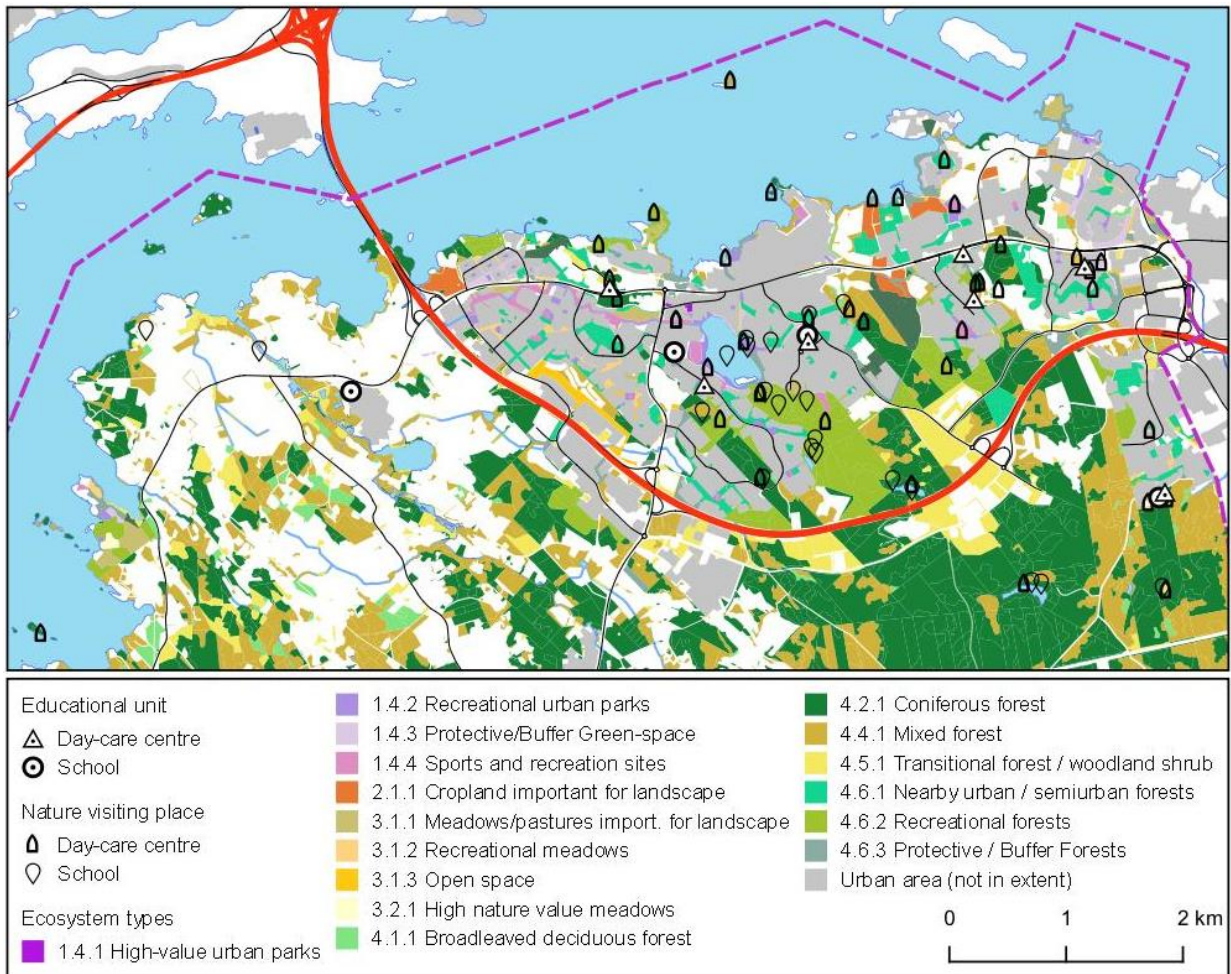 Educational unit
Day-care centre
School
Nature visiting place
Day-care centre
School
Ecosystem types
1.4.1 High-value urban parks
1.4.2 Recreational urban parks
1.4.3 Protective/Buffer Green-space
1.4.4 Sports and recreation sites
2.1.1 Cropland important for landscape
3.1.1 Meadows/pastures import. for landscape
3.1.2 Recreational meadows
3.1.3 Open space
3.2.1 High nature value meadows
4.1.1 Broadleaved deciduous forest
4.2.1 Coniferous forest
4.4.1 Mixed forest
4.5.1 Transitional forest / woodland shrub
4.6.1 Nearby urban / semiurban forests
4.6.2 Recreational forests
4.6.3 Protective / Buffer Forests
Urban area (not in extent)
0 1 2 km